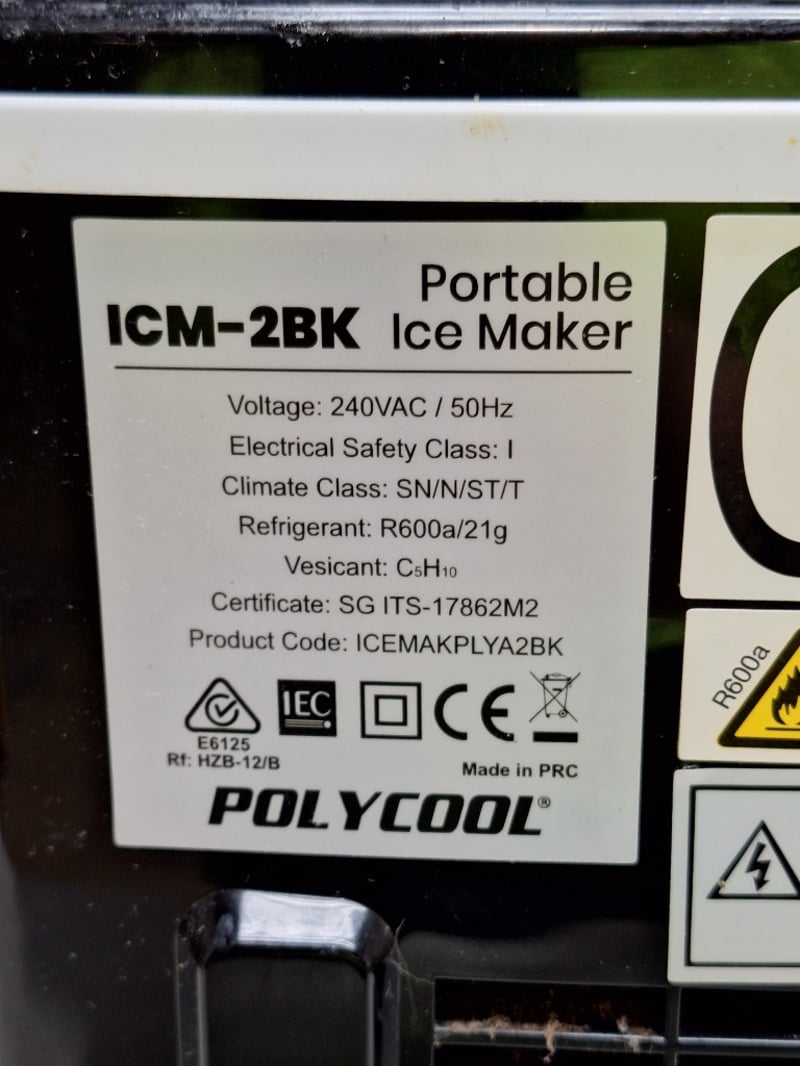 Portable
ICM-2BK Ice Maker
Voltage: 240VAC / 50Hz
Electrical Safety Class: I
Climate Class: SN/N/ST/T
Refrigerant: R600a/21g
Vesicant: C₅H₁₀
Certificate: SG ITS-17862M2
Product Code: ICEMAKPLYA2BK
IEC
CE
E6125
Rf: HZB-12/B
Made in PRC
POLYCOOL®
R600a